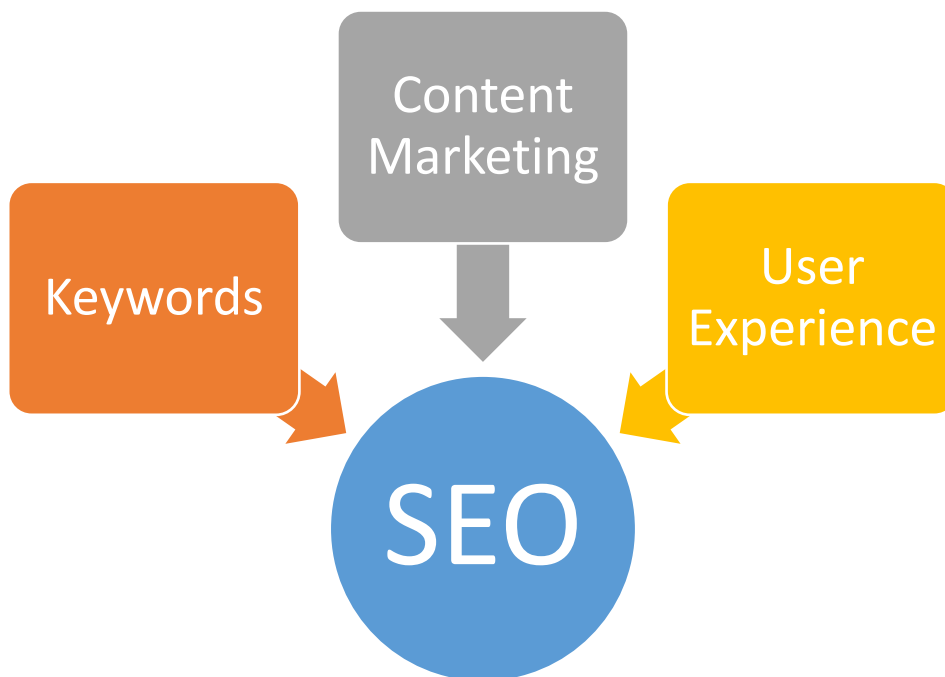 Content
Marketing
Keywords
User
Experience
SEO